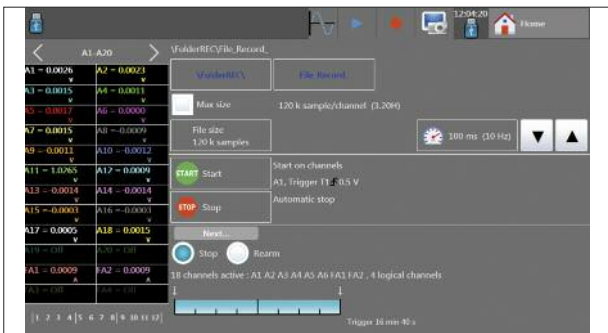 12:04:20
Home
A1-A20
\FolderREC\File_Record_
A1 = 0.0026 V
A2 = 0.0023 V
\FolderREC\
File_Record_
A3 = 0.0015 V
A4 = 0.0011 V
A5 = 0.0017 V
A6 = 0.0000 V
Max size
120 k sample/channel (3.20H)
A7 = 0.0015 V
A8 = -0.0009 V
File size
120 k samples
100 ms (10 Hz)
A9 = -0.0011 V
A10 = -0.0012 V
A11 = 1.0265 V
A12 = 0.0009 V
START Start
Start on channels
A1, Trigger T1 0.5 V
A13 = -0.0014 V
A14 = -0.0014 V
A15 = -0.0003 V
A16 = -0.0003 V
STOP Stop
Automatic stop
A17 = 0.0005 V
A18 = 0.0015 V
Next...
A19 = Off
A20 = Off
Stop
Rearm
FA1 = 0.0009 A
FA2 = 0.0009 A
18 channels active : A1 A2 A3 A4 A5 A6 FA1 FA2 , 4 logical channels
FA3 = Off
FA4 = Off
1 2 3 4 5 6 7 8 9 10 11 12
Trigger 16 min 40 s